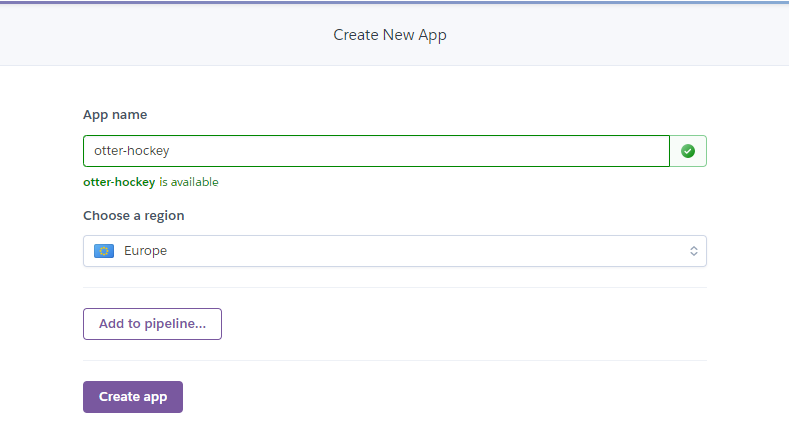 Create New App
App name
otter-hockey
otter-hockey is available
Choose a region
Europe
Add to pipeline...
Create app